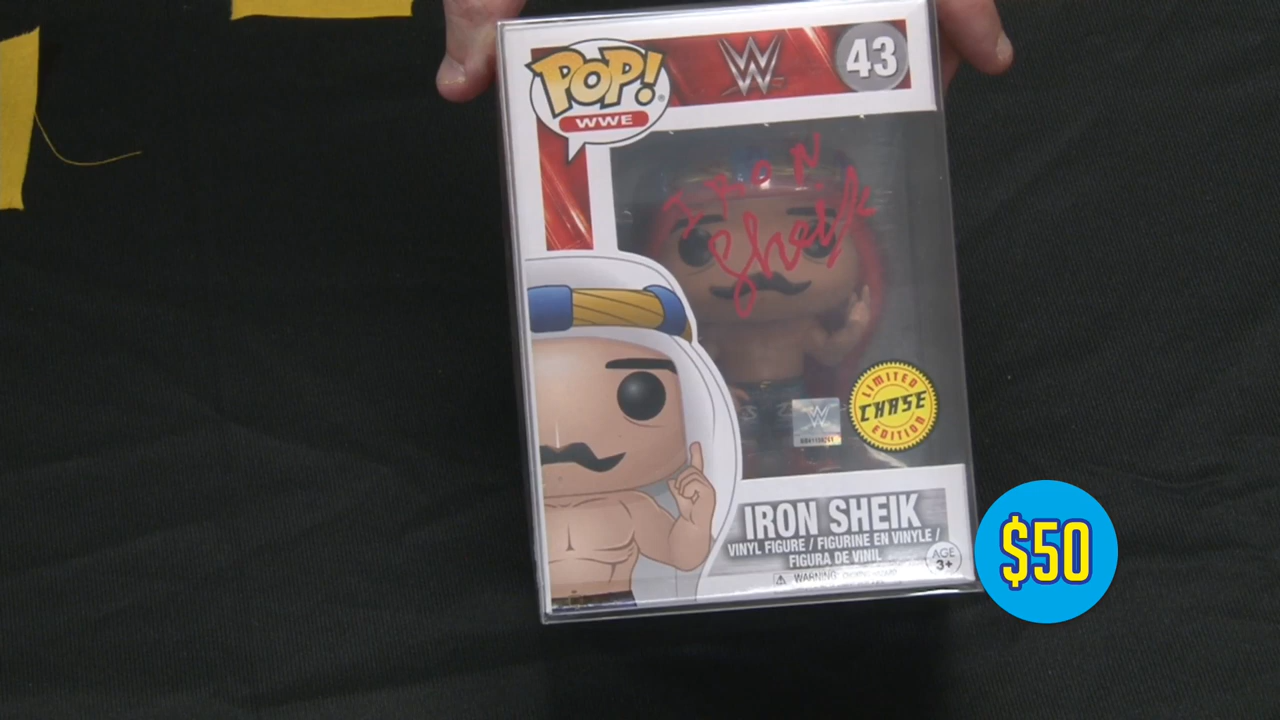 POP!
WWE
W
43
IRON
Sheik
LIMITED
CHASE
EDITION
W
IRON SHEIK
VINYL FIGURE / FIGURINE EN VINYLE /
FIGURA DE VINIL
AGE
3+
WARNING:
$50